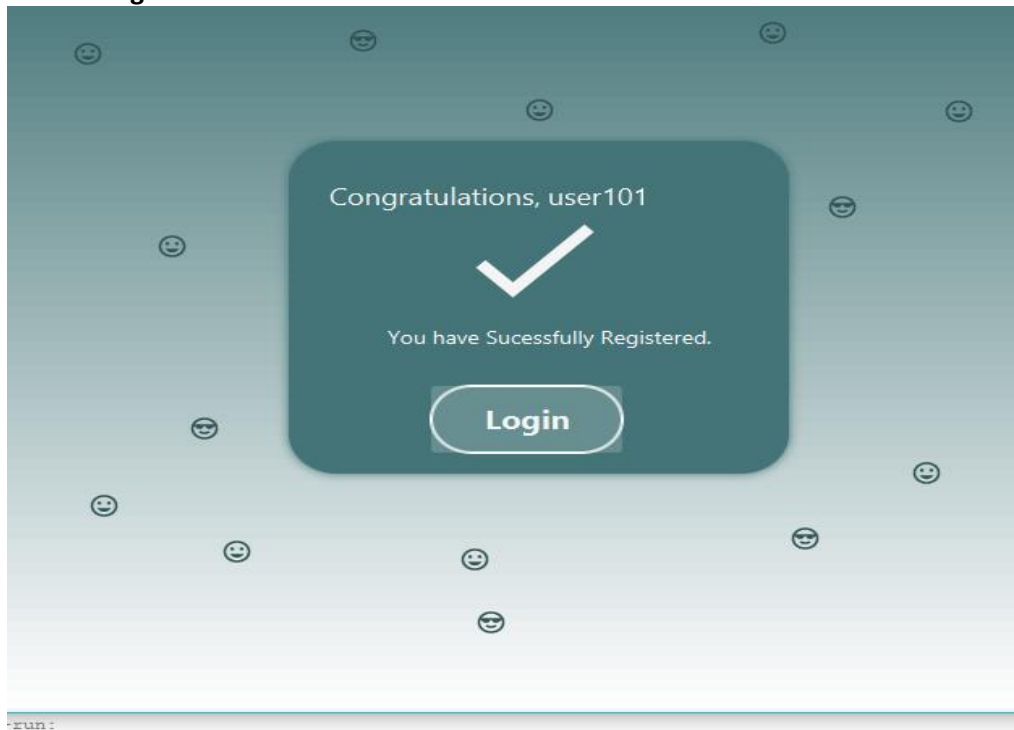 Congratulations, user101
You have Sucessfully Registered.
Login
-run: